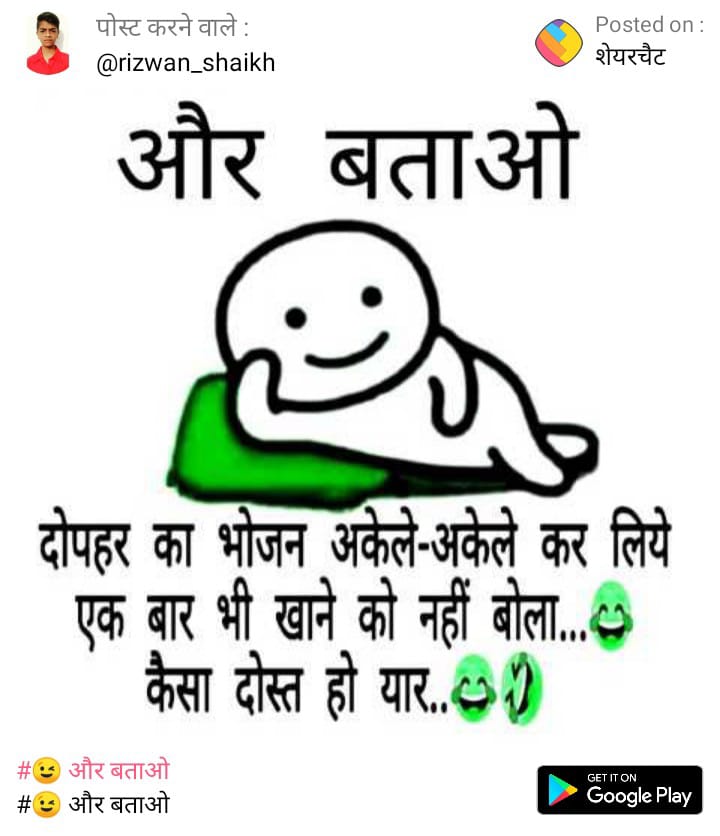 पोस्ट करने वाले :
@rizwan_shaikh
Posted on :
शेयरचैट
और बताओ
दोपहर का भोजन अकेले-अकेले कर लिये
एक बार भी खाने को नहीं बोला...😂
कैसा दोस्त हो यार..😂🤣
#😉 और बताओ
#😉 और बताओ
GET IT ON
Google Play